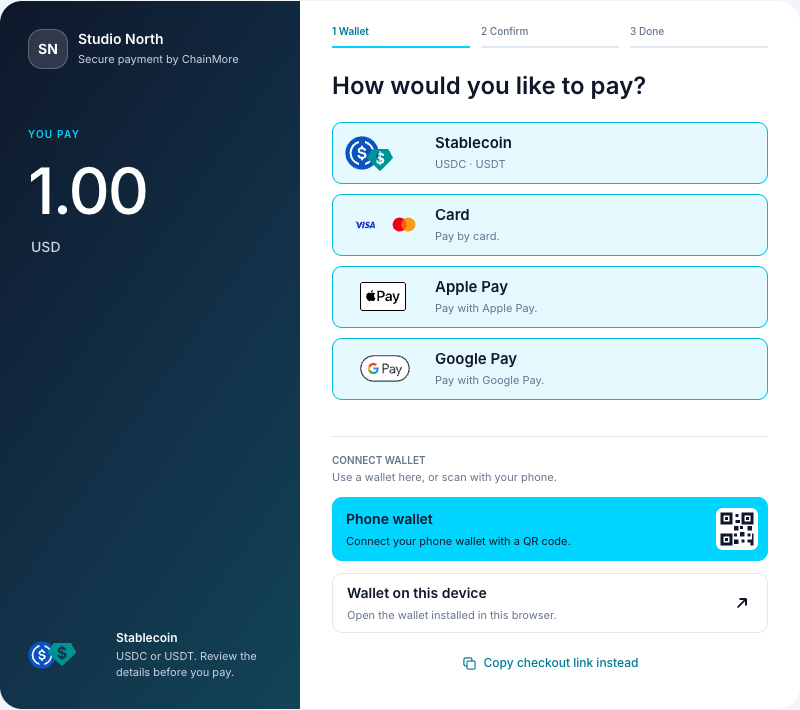 SN
Studio North
Secure payment by ChainMore
YOU PAY
1.00
USD
Stablecoin
USDC or USDT. Review the
details before you pay.
1 Wallet
2 Confirm
3 Done
How would you like to pay?
Stablecoin
USDC · USDT
VISA
Card
Pay by card.
Pay
Apple Pay
Pay with Apple Pay.
G Pay
Google Pay
Pay with Google Pay.
CONNECT WALLET
Use a wallet here, or scan with your phone.
Phone wallet
Connect your phone wallet with a QR code.
Wallet on this device
Open the wallet installed in this browser.
Copy checkout link instead